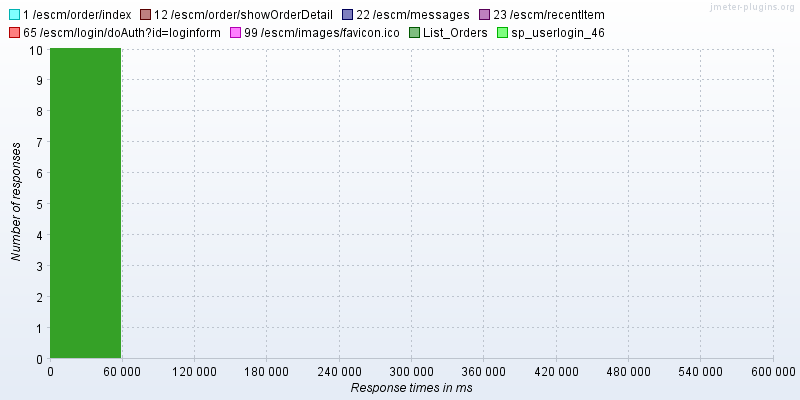 jmeter-plugins.org
1 /escm/order/index 12 /escm/order/showOrderDetail 22 /escm/messages 23 /escm/recentItem
65 /escm/login/doAuth?id=loginform 99 /escm/images/favicon.ico List_Orders sp_userlogin_46
10
9
8
7
6
5
4
3
2
1
0
Number of responses
0 60 000 120 000 180 000 240 000 300 000 360 000 420 000 480 000 540 000 600 000
Response times in ms